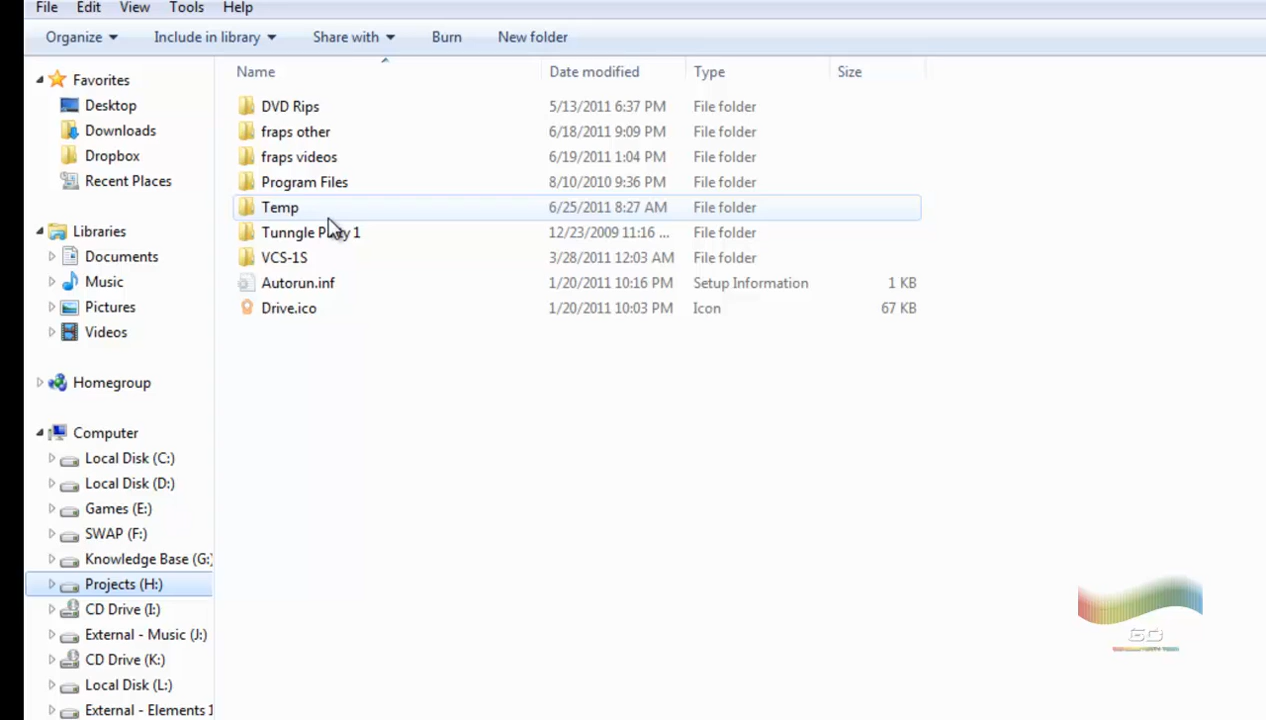 File Edit View Tools Help
Organize Include in library Share with Burn New folder
Name Date modified Type Size
Favorites
Desktop
Downloads
Dropbox
Recent Places
Libraries
Documents
Music
Pictures
Videos
Homegroup
Computer
Local Disk (C:)
Local Disk (D:)
Games (E:)
SWAP (F:)
Knowledge Base (G:)
Projects (H:)
CD Drive (I:)
External - Music (J:)
CD Drive (K:)
Local Disk (L:)
External - Elements 1
DVD Rips 5/13/2011 6:37 PM File folder
fraps other 6/18/2011 9:09 PM File folder
fraps videos 6/19/2011 1:04 PM File folder
Program Files 8/10/2010 9:36 PM File folder
Temp 6/25/2011 8:27 AM File folder
Tunngle 1 12/23/2009 11:16 ... File folder
VCS-1S 3/28/2011 12:03 AM File folder
Autorun.inf 1/20/2011 10:16 PM Setup Information 1 KB
Drive.ico 1/20/2011 10:03 PM Icon 67 KB